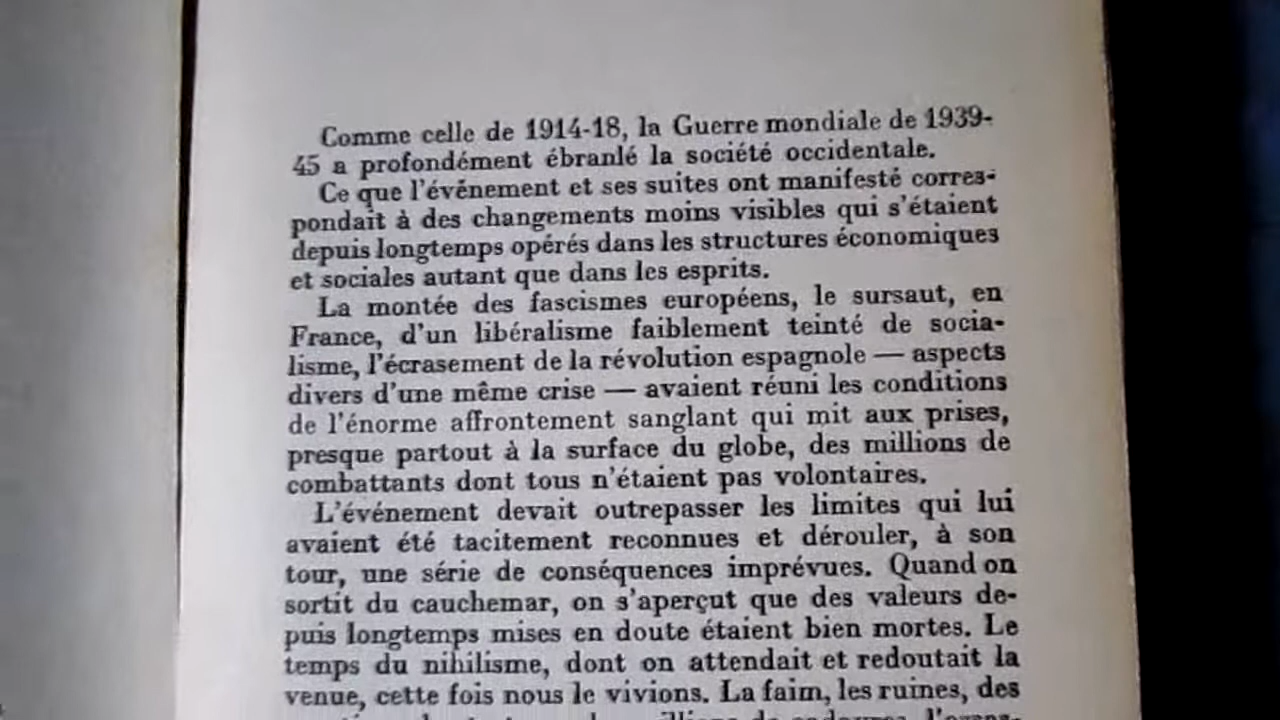 Comme celle de 1914-18, la Guerre mondiale de 1939-
45 a profondément ébranlé la société occidentale.
Ce que l'événement et ses suites ont manifesté corres-
pondait à des changements moins visibles qui s'étaient
depuis longtemps opérés dans les structures économiques
et sociales autant que dans les esprits.
La montée des fascismes européens, le sursaut, en
France, d'un libéralisme faiblement teinté de socia-
lisme, l'écrasement de la révolution espagnole — aspects
divers d'une même crise — avaient réuni les conditions
de l'énorme affrontement sanglant qui mit aux prises,
presque partout à la surface du globe, des millions de
combattants dont tous n'étaient pas volontaires.
L'événement devait outrepasser les limites qui lui
avaient été tacitement reconnues et dérouler, à son
tour, une série de conséquences imprévues. Quand on
sortit du cauchemar, on s'aperçut que des valeurs de-
puis longtemps mises en doute étaient bien mortes. Le
temps du nihilisme, dont on attendait et redoutait la
venue, cette fois nous le vivions. La faim, les ruines, des